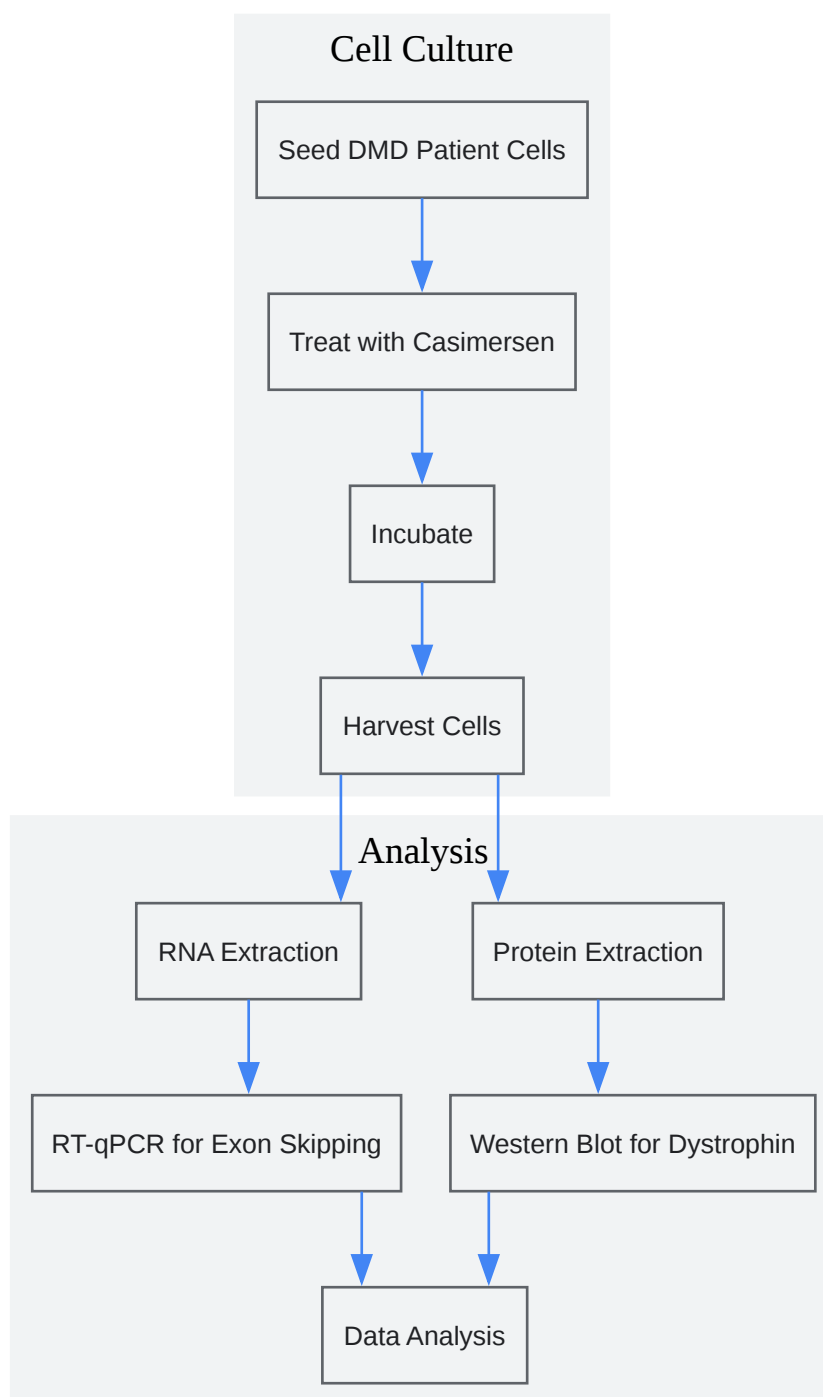 Cell Culture
Seed DMD Patient Cells
Treat with Casimersen
Incubate
Harvest Cells
Analysis
RNA Extraction
Protein Extraction
RT-qPCR for Exon Skipping
Western Blot for Dystrophin
Data Analysis